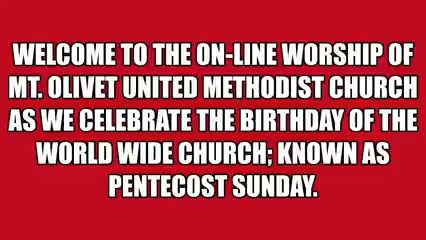 WELCOME TO THE ON-LINE WORSHIP OF
MT. OLIVET UNITED METHODIST CHURCH
AS WE CELEBRATE THE BIRTHDAY OF THE
WORLD WIDE CHURCH; KNOWN AS
PENTECOST SUNDAY.